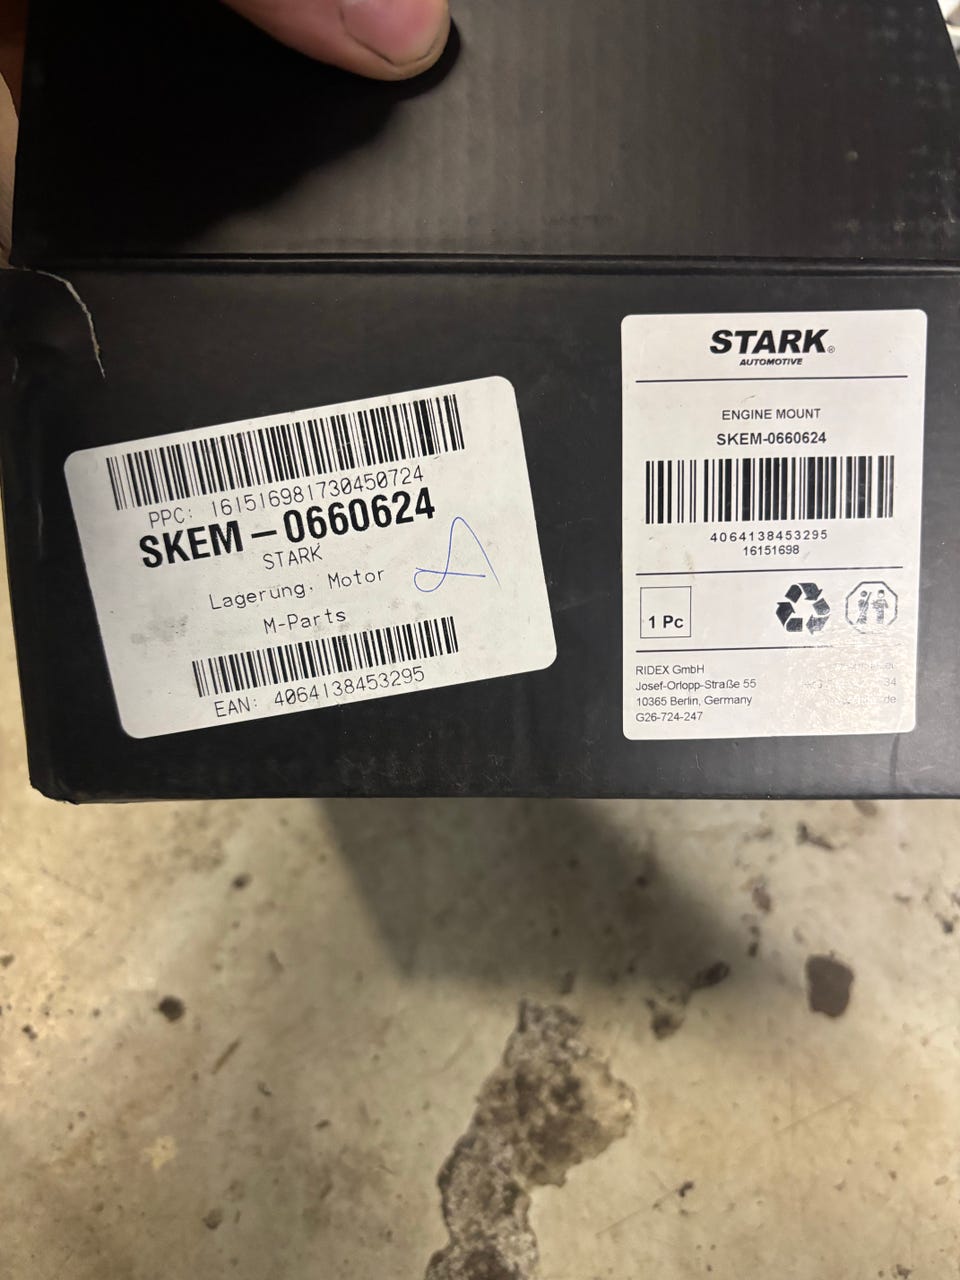 PPC: 161516981730450724
SKEM-0660624
STARK
Lagerung, Motor
M-Parts
EAN: 4064138453295
STARK®
AUTOMOTIVE
ENGINE MOUNT
SKEM-0660624
4064138453295
16151698
1 Pc
RIDEX GmbH
Josef-Orlopp-Straße 55
10365 Berlin, Germany
G26-724-247